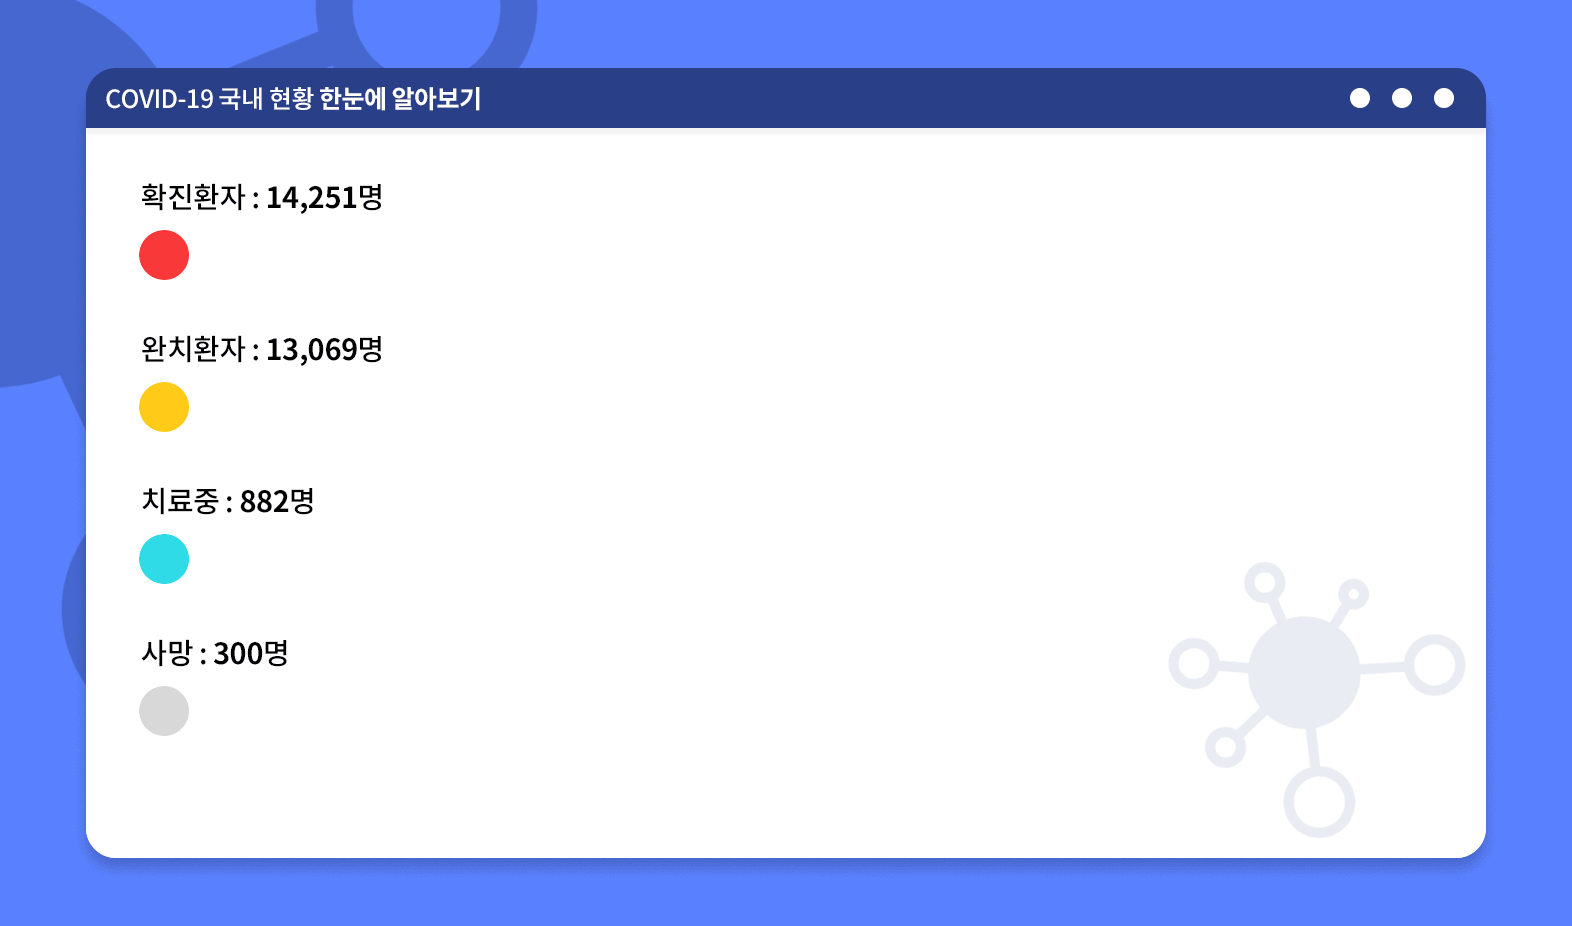 COVID-19 국내 현황 한눈에 알아보기
확진환자 : 14,251명
완치환자 : 13,069명
치료중 : 882명
사망 : 300명